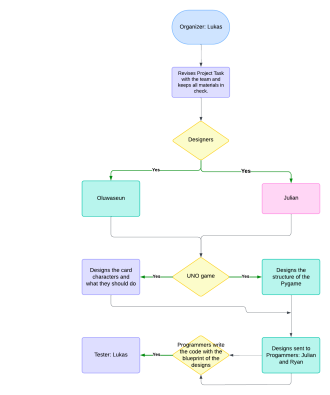 Organizer: Lukas
Revises Project Task
with the team and
keeps all materials in
check.
Designers
Yes
Yes
Oluwaseun
Julian
Designs the card
characters and
what they should do
Yes
UNO game
Yes
Designs the
structure of the
Pygame
Tester: Lukas
Yes
Programmers write
the code with the
blueprint of the
designs
Designs sent to
Progammers: Julian
and Ryan